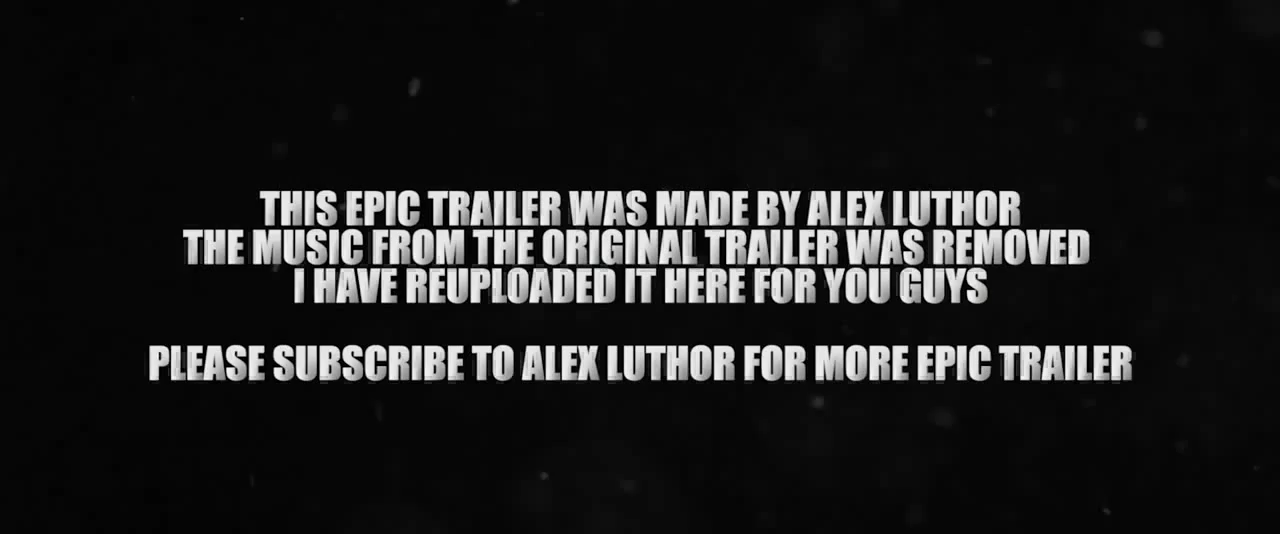 THIS EPIC TRAILER WAS MADE BY ALEX LUTHOR
THE MUSIC FROM THE ORIGINAL TRAILER WAS REMOVED
I HAVE REUPLOADED IT HERE FOR YOU GUYS
PLEASE SUBSCRIBE TO ALEX LUTHOR FOR MORE EPIC TRAILER